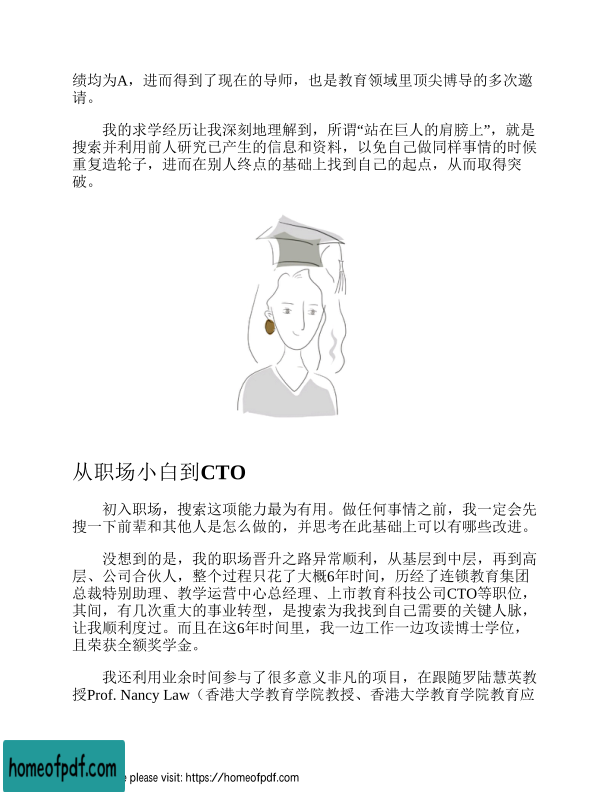 绩均为A，进而得到了现在的导师，也是教育领域里顶尖博导的多次邀
请。
我的求学经历让我深刻地理解到，所谓“站在巨人的肩膀上”，就是
搜索并利用前人研究已产生的信息和资料，以免自己做同样事情的时候
重复造轮子，进而在别人终点的基础上找到自己的起点，从而取得突
破。
从职场小白到CTO
初入职场，搜索这项能力最为有用。做任何事情之前，我一定会先
搜一下前辈和其他人是怎么做的，并思考在此基础上可以有哪些改进。
没想到的是，我的职场晋升之路异常顺利，从基层到中层，再到高
层、公司合伙人，整个过程只花了大概6年时间，历经了连锁教育集团
总裁特别助理、教学运营中心总经理、上市教育科技公司CTO等职位，
其间，有几次重大的事业转型，是搜索为我找到自己需要的关键人脉，
让我顺利度过。而且在这6年时间里，我一边工作一边攻读博士学位，
且荣获全额奖学金。
我还利用业余时间参与了很多意义非凡的项目，在跟随罗陆慧英教
授Prof. Nancy Law（香港大学教育学院教授、香港大学教育学院教育应
homeofpdf.com
e please visit: https://homeofpdf.com